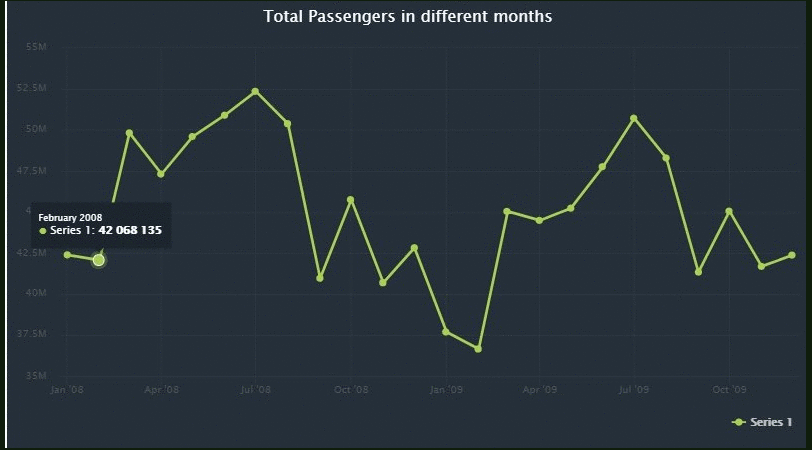 Total Passengers in different months
55M
52.5M
50M
47.5M
February 2008
Series 1: 42 068 135
42.5M
40M
37.5M
35M
Jan '08 Apr '08 Jul '08 Oct '08 Jan '09 Apr '09 Jul '09 Oct '09
Series 1